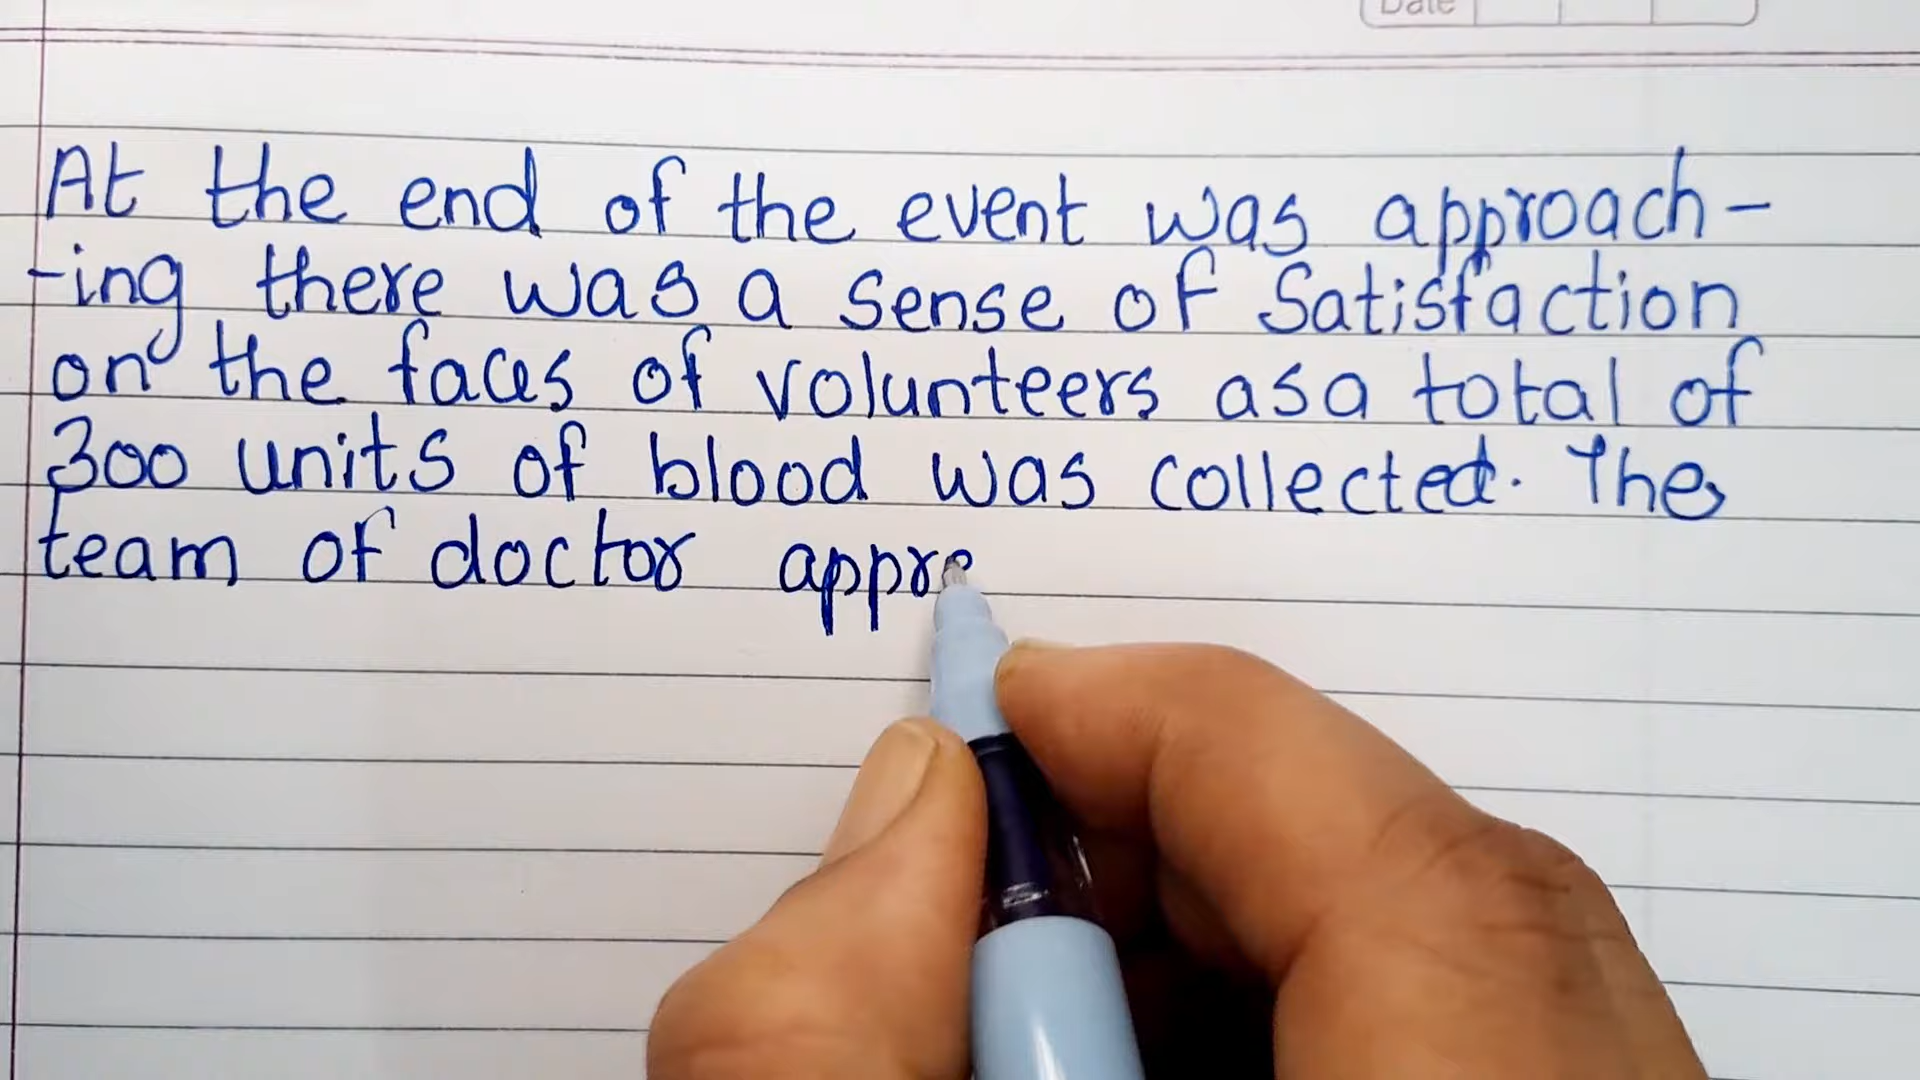 Date
At the end of the event was approach-
-ing there was a sense of Satisfaction
on the faces of volunteers as a total of
300 units of blood was collected. The
team of doctor appre